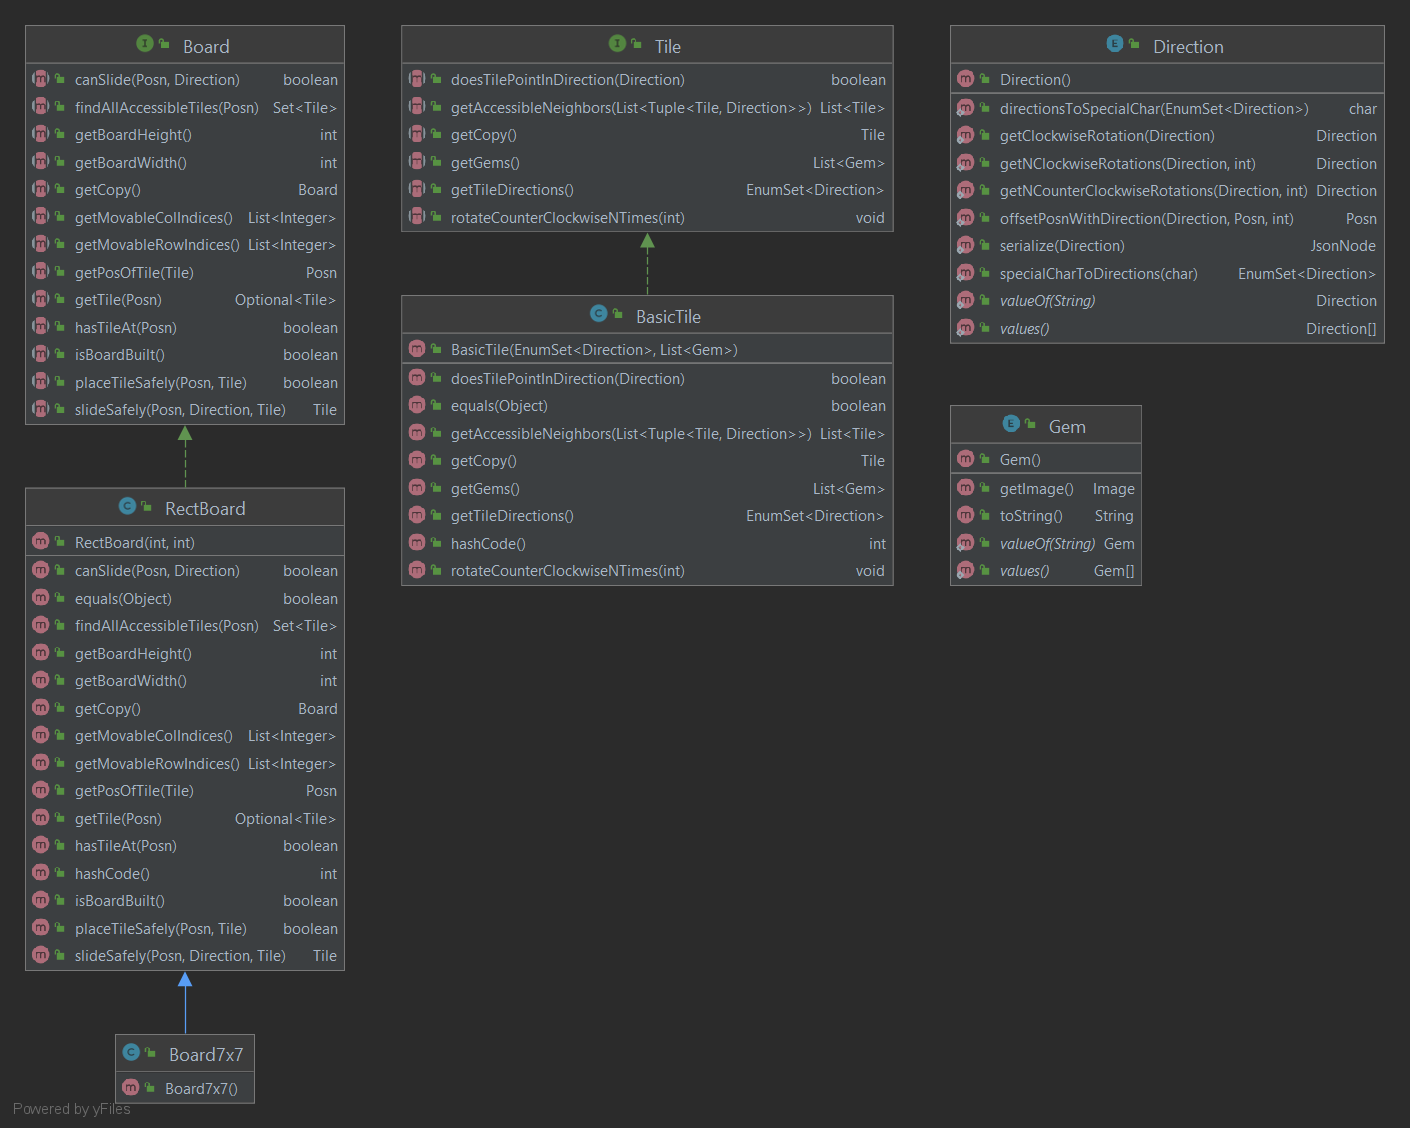 Board
canSlide(Posn, Direction) boolean
findAllAccessibleTiles(Posn) Set<Tile>
getBoardHeight() int
getBoardWidth() int
getCopy() Board
getMovableColIndices() List<Integer>
getMovableRowIndices() List<Integer>
getPosOfTile(Tile) Posn
getTile(Posn) Optional<Tile>
hasTileAt(Posn) boolean
isBoardBuilt() boolean
placeTileSafely(Posn, Tile) boolean
slideSafely(Posn, Direction, Tile) Tile
RectBoard
RectBoard(int, int)
canSlide(Posn, Direction) boolean
equals(Object) boolean
findAllAccessibleTiles(Posn) Set<Tile>
getBoardHeight() int
getBoardWidth() int
getCopy() Board
getMovableColIndices() List<Integer>
getMovableRowIndices() List<Integer>
getPosOfTile(Tile) Posn
getTile(Posn) Optional<Tile>
hasTileAt(Posn) boolean
hashCode() int
isBoardBuilt() boolean
placeTileSafely(Posn, Tile) boolean
slideSafely(Posn, Direction, Tile) Tile
Board7x7
Board7x7()
Tile
doesTilePointInDirection(Direction) boolean
getAccessibleNeighbors(List<Tuple<Tile, Direction>>) List<Tile>
getCopy() Tile
getGems() List<Gem>
getTileDirections() EnumSet<Direction>
rotateCounterClockwiseNTimes(int) void
BasicTile
BasicTile(EnumSet<Direction>, List<Gem>)
doesTilePointInDirection(Direction) boolean
equals(Object) boolean
getAccessibleNeighbors(List<Tuple<Tile, Direction>>) List<Tile>
getCopy() Tile
getGems() List<Gem>
getTileDirections() EnumSet<Direction>
hashCode() int
rotateCounterClockwiseNTimes(int) void
Direction
Direction()
directionsToSpecialChar(EnumSet<Direction>) char
getClockwiseRotation(Direction) Direction
getNClockwiseRotations(Direction, int) Direction
getNCounterClockwiseRotations(Direction, int) Direction
offsetPosnWithDirection(Direction, Posn, int) Posn
serialize(Direction) JsonNode
specialCharToDirections(char) EnumSet<Direction>
valueOf(String) Direction
values() Direction[]
Gem
Gem()
getImage() Image
toString() String
valueOf(String) Gem
values() Gem[]
Powered by yFiles